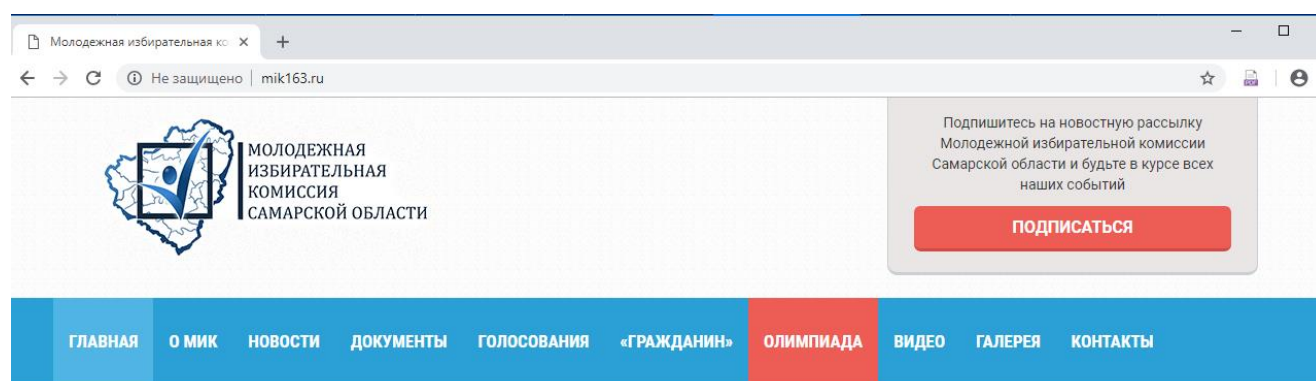 Молодежная избирательная ко
Не защищено | mik163.ru
МОЛОДЕЖНАЯ
ИЗБИРАТЕЛЬНАЯ
КОМИССИЯ
САМАРСКОЙ ОБЛАСТИ
Подпишитесь на новостную рассылку
Молодежной избирательной комиссии
Самарской области и будьте в курсе всех
наших событий
ПОДПИСАТЬСЯ
ГЛАВНАЯ О МИК НОВОСТИ ДОКУМЕНТЫ ГОЛОСОВАНИЯ «ГРАЖДАНИН» ОЛИМПИАДА ВИДЕО ГАЛЕРЕЯ КОНТАКТЫ